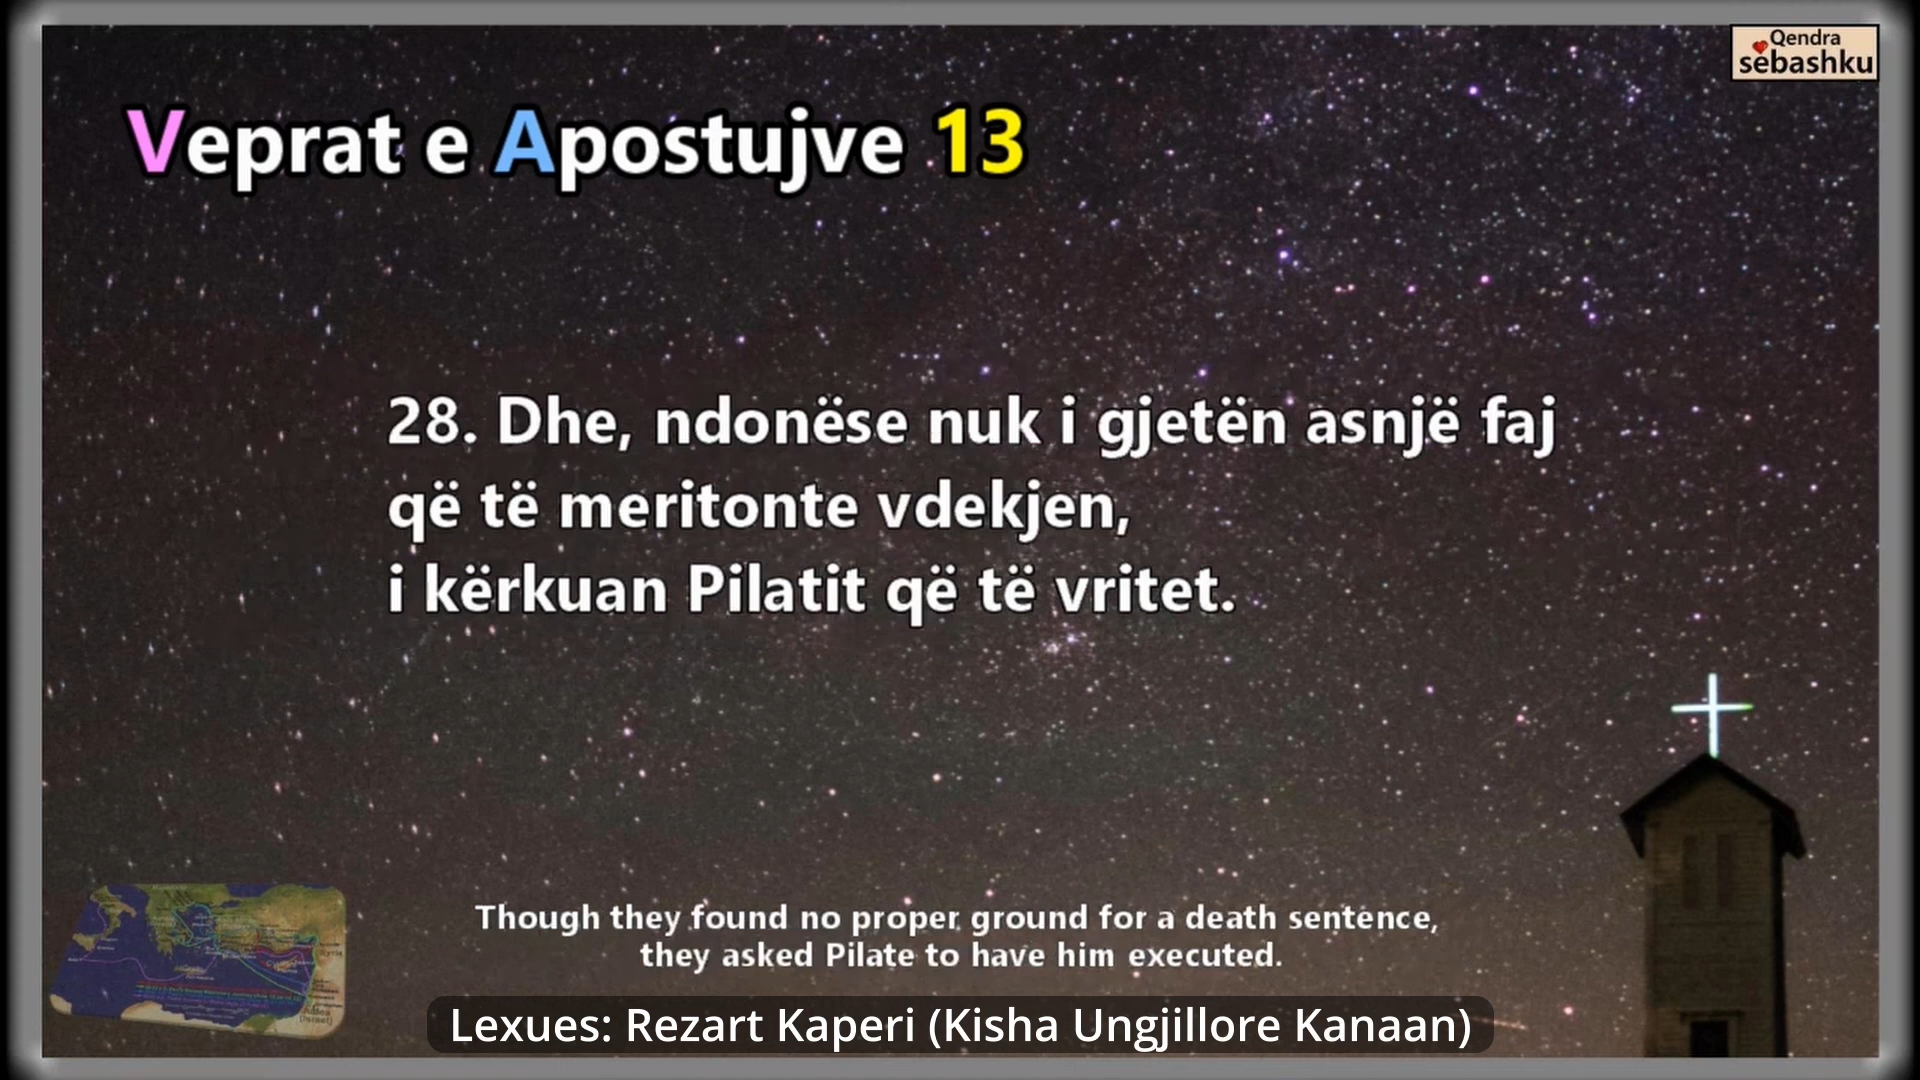 Qendra
sebashku
Veprat e Apostujve 13
28. Dhe, ndonëse nuk i gjetën asnjë faj
që të meritonte vdekjen,
i kërkuan Pilatit që të vritet.
Though they found no proper ground for a death sentence,
they asked Pilate to have him executed.
Lexues: Rezart Kaperi (Kisha Ungjillore Kanaan)